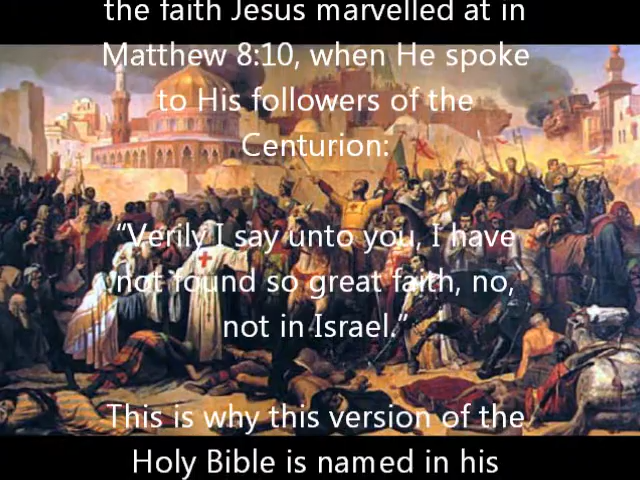 the faith Jesus marvelled at in
Matthew 8:10, when He spoke
to His followers of the
Centurion:
“Verily I say unto you, I have
not found so great faith, no,
not in Israel.”
This is why this version of the
Holy Bible is named in his